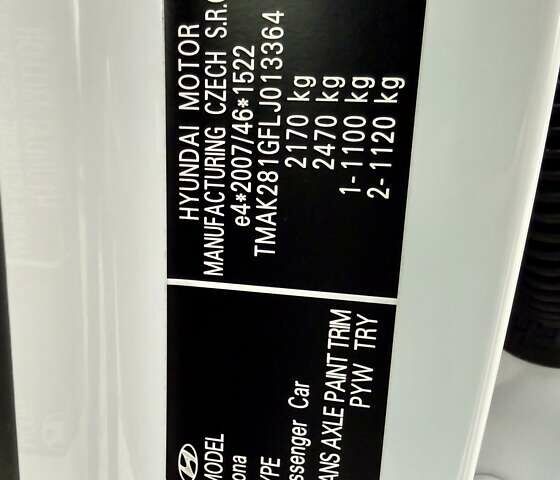 HYUNDAI MOTOR
MANUFACTURING CZECH S.R.
e4*2007/46*1522
TMAK281GFLJ013364
2170 kg
2470 kg
1- 1100 kg
2- 1120 kg
MODEL
ona
YPE
ssenger Car
ANS AXLE PAINT TRIM
PYW TRY